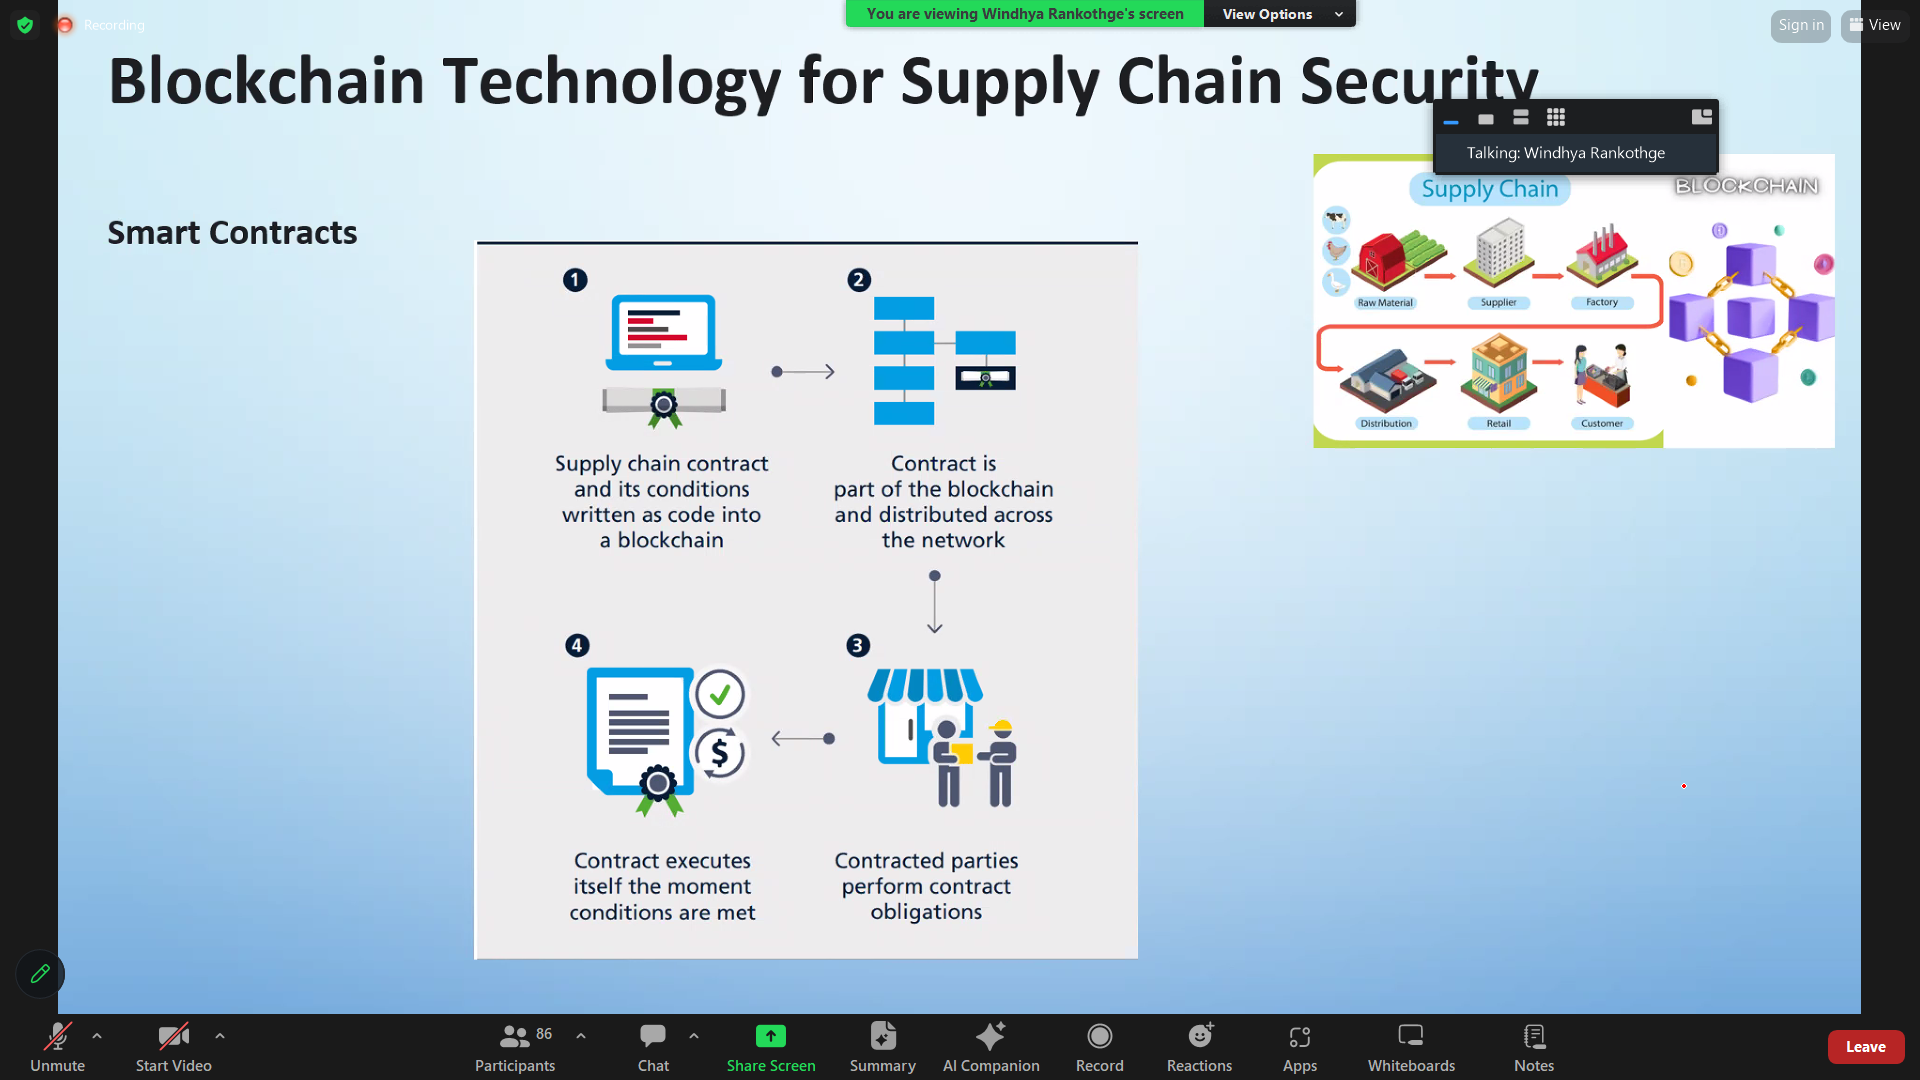 Recording
You are viewing Windhya Rankothge's screen
View Options
Sign in
View
Blockchain Technology for Supply Chain Security
Talking: Windhya Rankothge
Smart Contracts
1
Supply chain contract
and its conditions
written as code into
a blockchain
2
Contract is
part of the blockchain
and distributed across
the network
4
$
Contract executes
itself the moment
conditions are met
3
Contracted parties
perform contract
obligations
Supply Chain
BLOCKCHAIN
Raw Material
Supplier
Factory
Distribution
Retail
Customer
Unmute
Start Video
86
Participants
Chat
Share Screen
Summary
AI Companion
Record
Reactions
Apps
Whiteboards
Notes
Leave